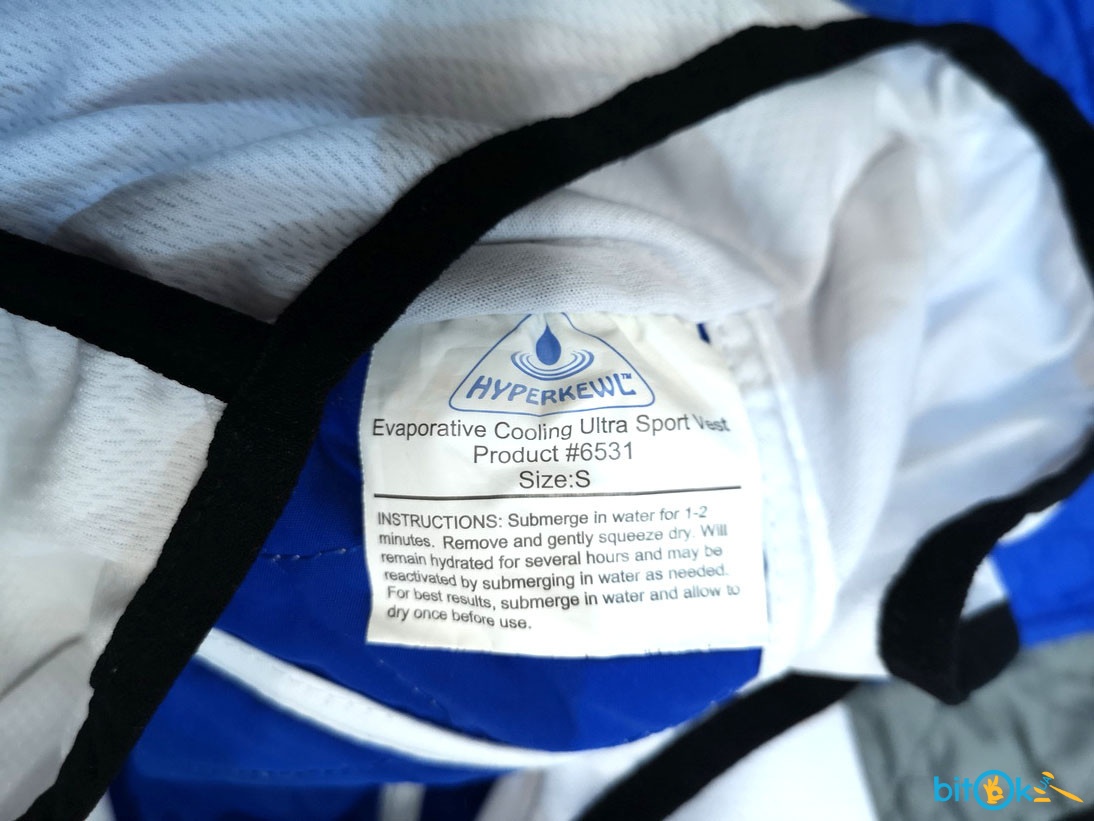 HYPERKEWL™
Evaporative Cooling Ultra Sport Vest
Product #6531
Size:S
INSTRUCTIONS: Submerge in water for 1-2
minutes. Remove and gently squeeze dry. Will
remain hydrated for several hours and may be
reactivated by submerging in water as needed.
For best results, submerge in water and allow to
dry once before use.
bitOk